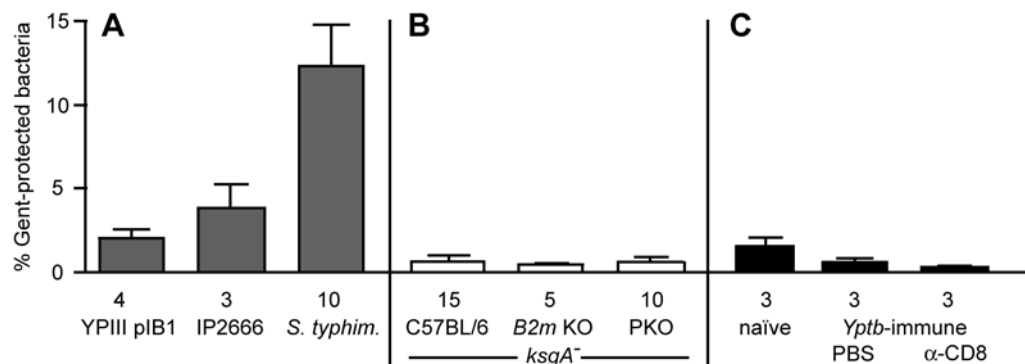 % Gent-protected bacteria
15
10
5
0
A
B
C
4
3
10
15
5
10
3
3
3
YPIII pIB1
IP2666
S. typhim.
C57BL/6
B2m KO
PKO
naïve
Yptb-immune
PBS
α-CD8
ksgA⁻